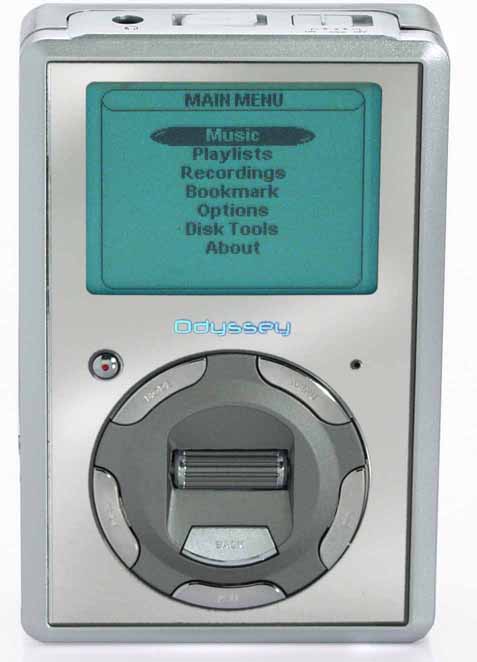 MAIN MENU
Music
Playlists
Recordings
Bookmark
Options
Disk Tools
About
Odyssey
BACK